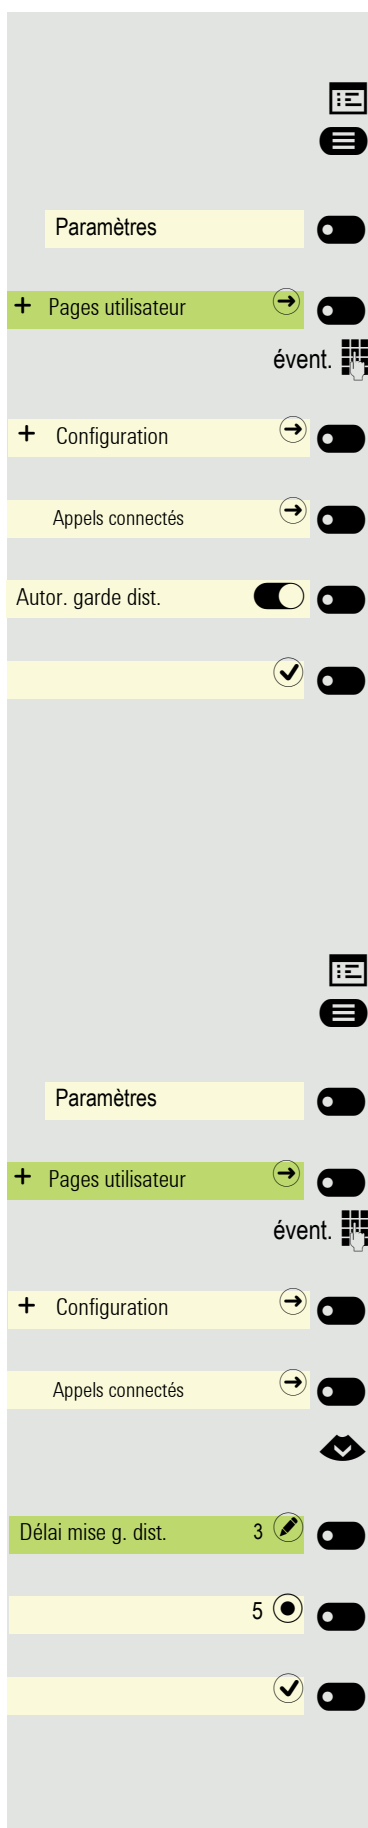 Paramètres
+ Pages utilisateur
évent.
+ Configuration
Appels connectés
Autor. garde dist.
Paramètres
+ Pages utilisateur
évent.
+ Configuration
Appels connectés
Délai mise g. dist. 3
5